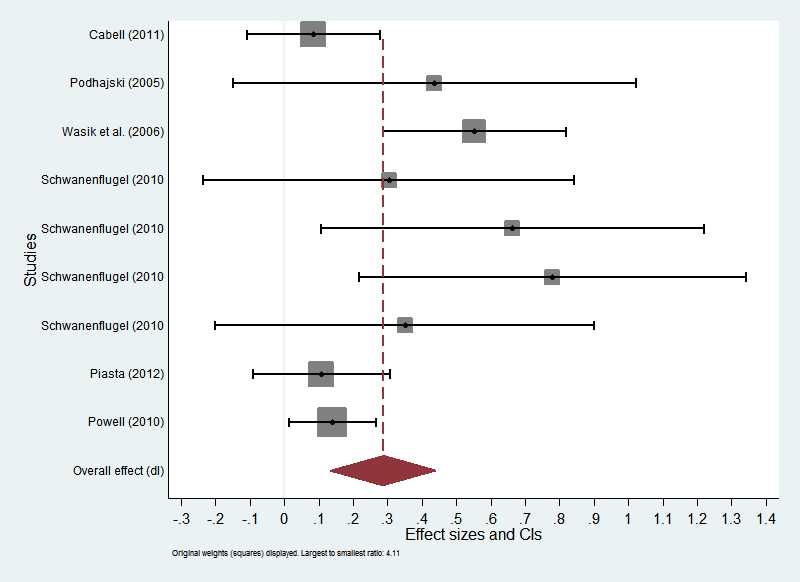 Cabell (2011)
Podhajski (2005)
Wasik et al. (2006)
Schwanenflugel (2010
Schwanenflugel (2010
Schwanenflugel (2010
Schwanenflugel (2010
Piasta (2012)
Powell (2010)
Overall effect (dl)
Studies
-.3 -.2 -.1 0 .1 .2 .3 .4 .5 .6 .7 .8 .9 1 1.1 1.2 1.3 1.4
Effect sizes and CIs
Original weights (squares) displayed. Largest to smallest ratio: 4.11